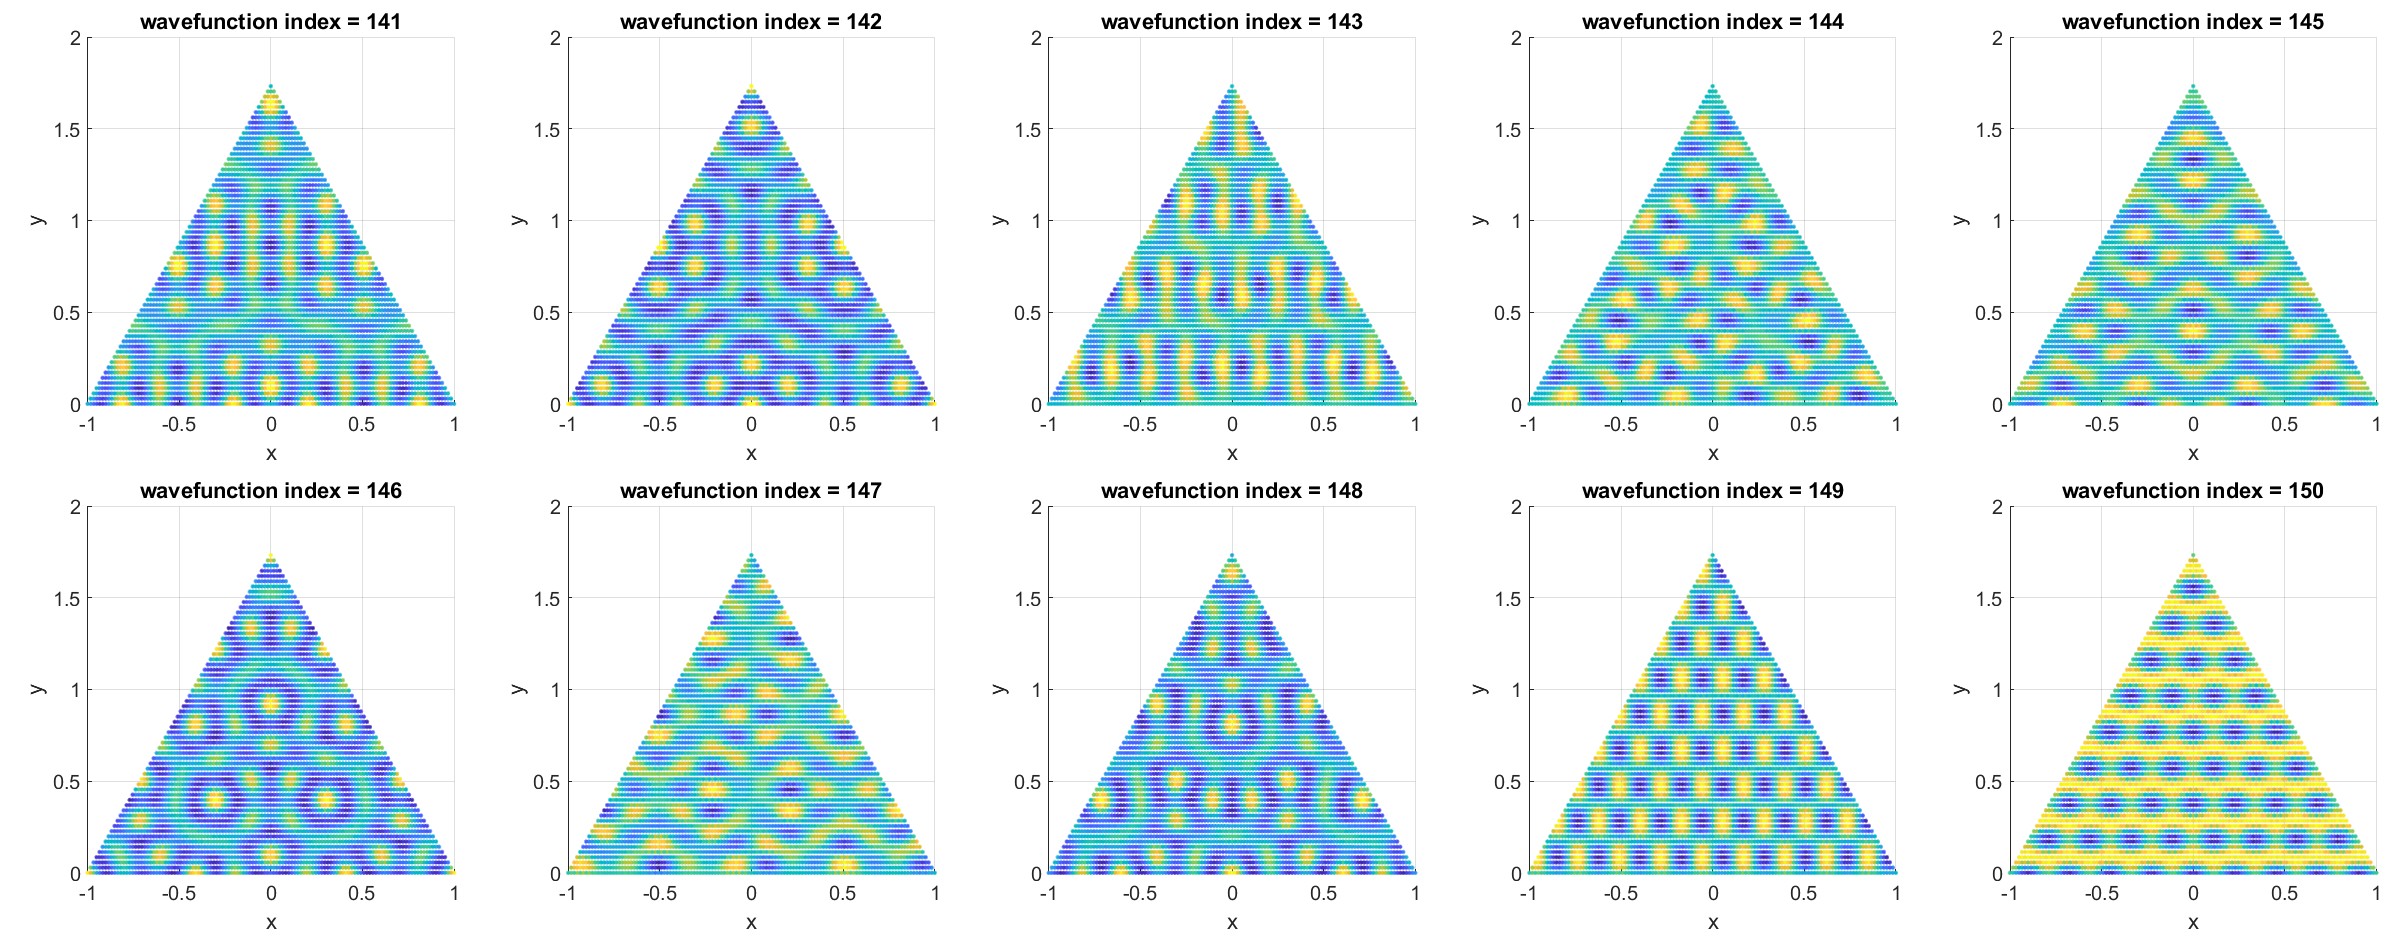 wavefunction index = 141
2
1.5
1
0.5
0
y
-1 -0.5 0 0.5 1
x
wavefunction index = 142
2
1.5
1
0.5
0
y
-1 -0.5 0 0.5 1
x
wavefunction index = 143
2
1.5
1
0.5
0
y
-1 -0.5 0 0.5 1
x
wavefunction index = 144
2
1.5
1
0.5
0
y
-1 -0.5 0 0.5 1
x
wavefunction index = 145
2
1.5
1
0.5
0
y
-1 -0.5 0 0.5 1
x
wavefunction index = 146
2
1.5
1
0.5
0
y
-1 -0.5 0 0.5 1
x
wavefunction index = 147
2
1.5
1
0.5
0
y
-1 -0.5 0 0.5 1
x
wavefunction index = 148
2
1.5
1
0.5
0
y
-1 -0.5 0 0.5 1
x
wavefunction index = 149
2
1.5
1
0.5
0
y
-1 -0.5 0 0.5 1
x
wavefunction index = 150
2
1.5
1
0.5
0
y
-1 -0.5 0 0.5 1
x